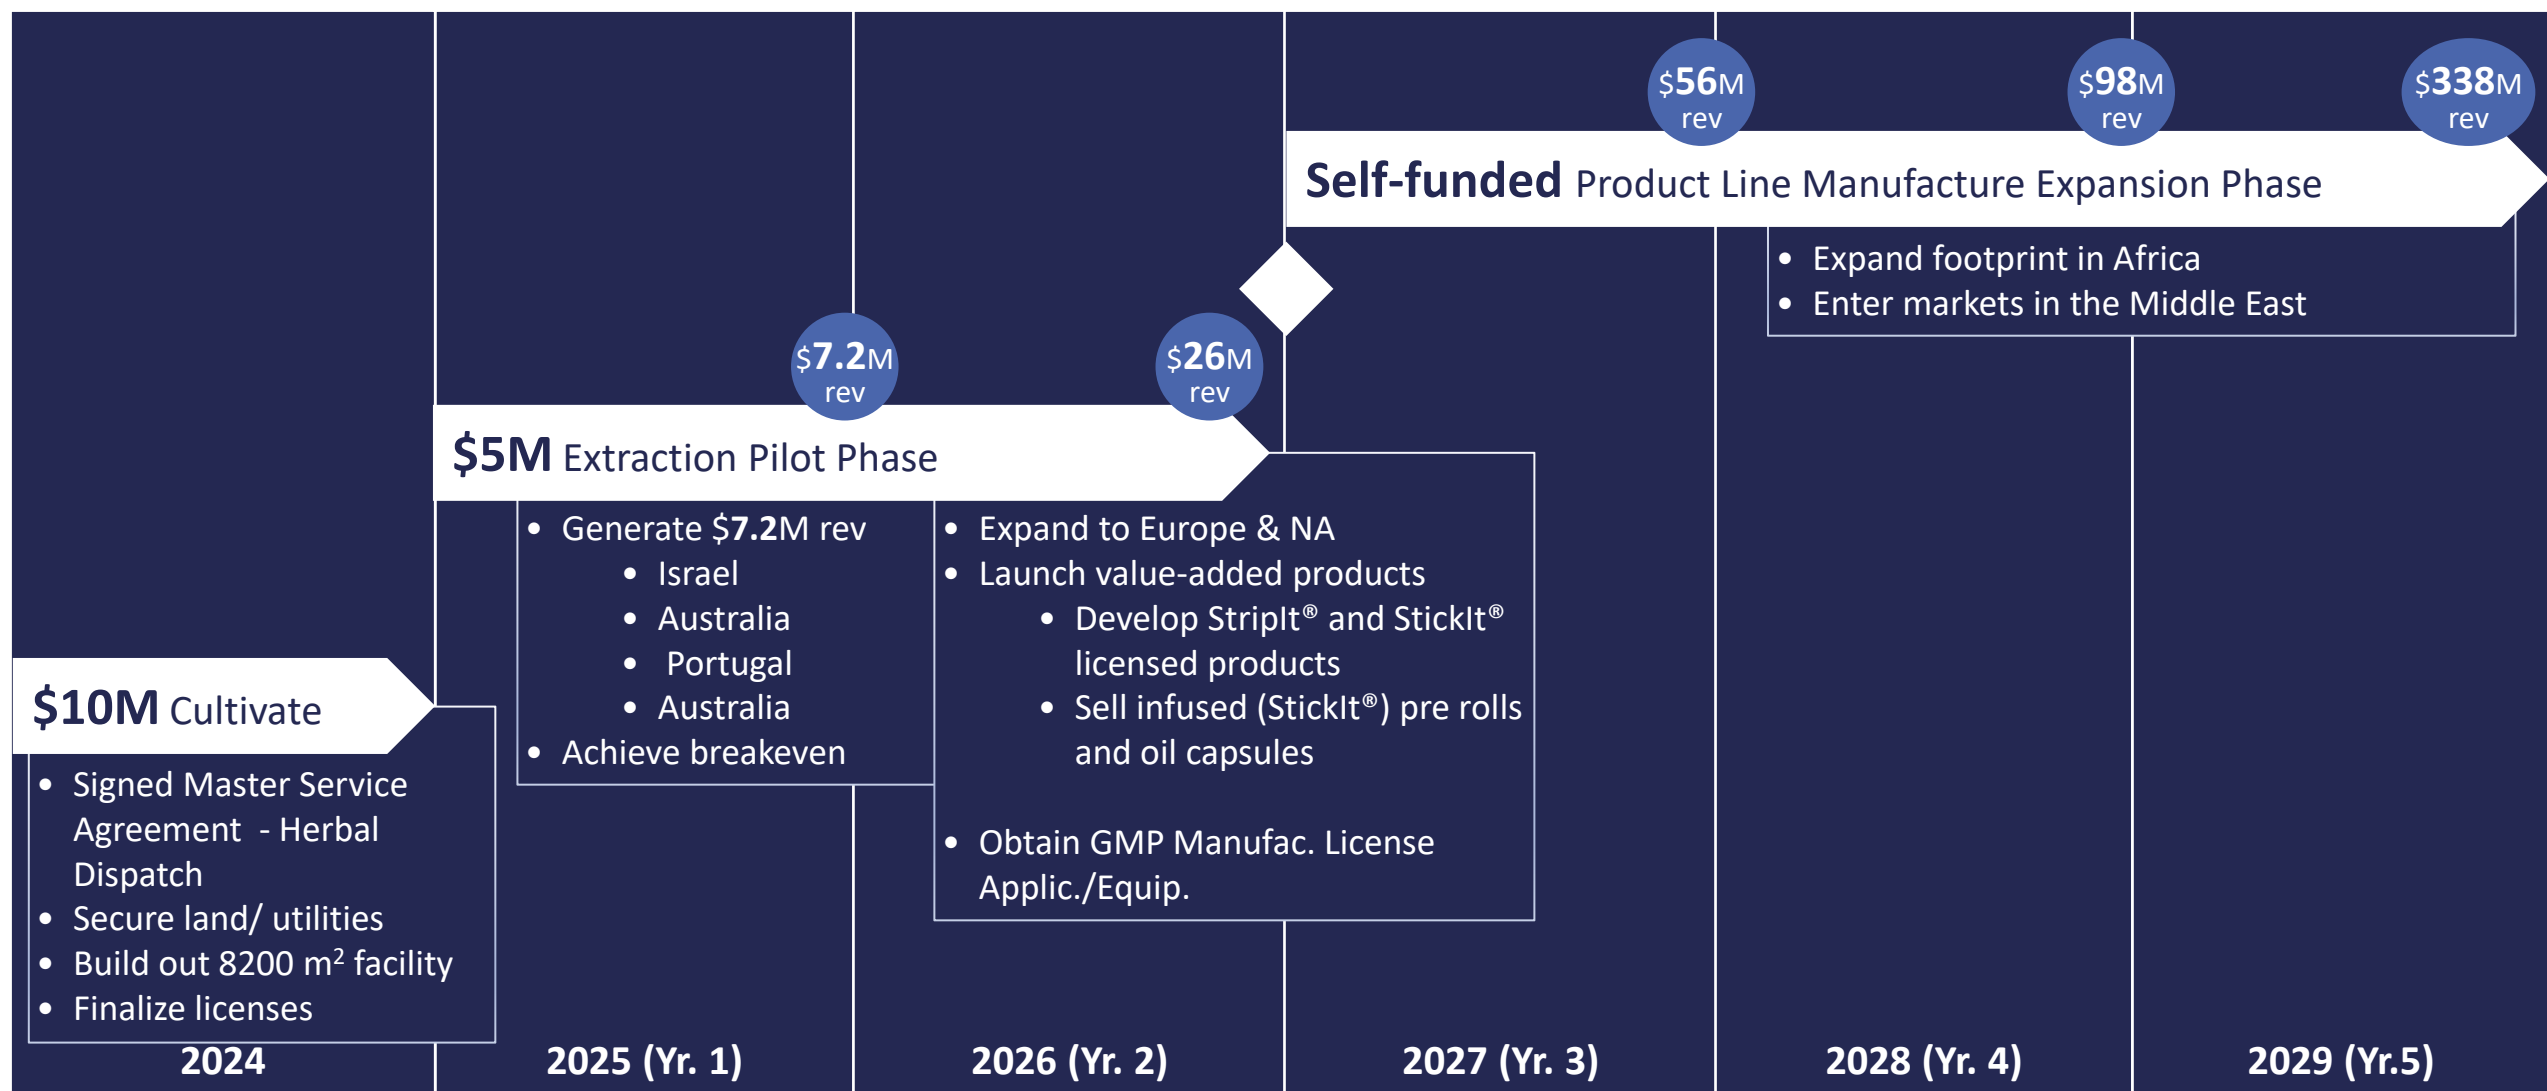 $56M
rev
$98M
rev
$338M
rev
Self-funded Product Line Manufacture Expansion Phase
• Expand footprint in Africa
• Enter markets in the Middle East
$7.2M
rev
$26M
rev
$5M Extraction Pilot Phase
• Generate $7.2M rev
• Israel
• Australia
• Portugal
• Australia
• Achieve breakeven
• Expand to Europe & NA
• Launch value-added products
• Develop StripIt® and StickIt®
licensed products
• Sell infused (StickIt®) pre rolls
and oil capsules
• Obtain GMP Manufac. License
Applic./Equip.
$10M Cultivate
• Signed Master Service
Agreement  - Herbal
Dispatch
• Secure land/ utilities
• Build out 8200 m² facility
• Finalize licenses
2024
2025 (Yr. 1)
2026 (Yr. 2)
2027 (Yr. 3)
2028 (Yr. 4)
2029 (Yr.5)